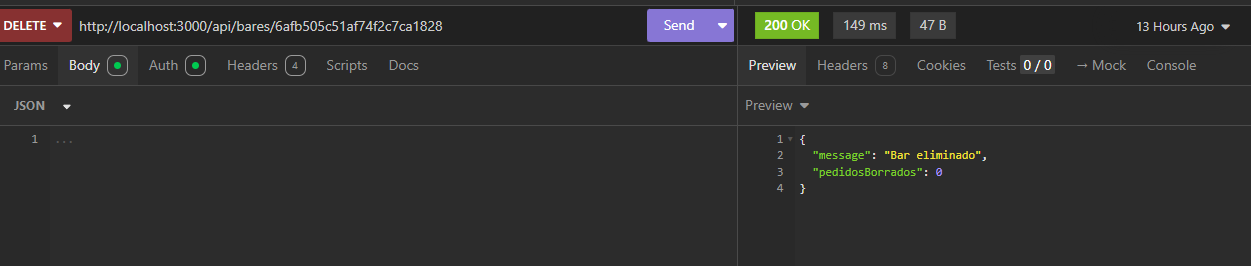 DELETE http://localhost:3000/api/bares/6afb505c51af74f2c7ca1828 Send 200 OK 149 ms 47 B 13 Hours Ago
Params Body Auth Headers 4 Scripts Docs Preview Headers 8 Cookies Tests 0 / 0 → Mock Console
JSON Preview
1 ...
1 {
2 "message": "Bar eliminado",
3 "pedidosBorrados": 0
4 }